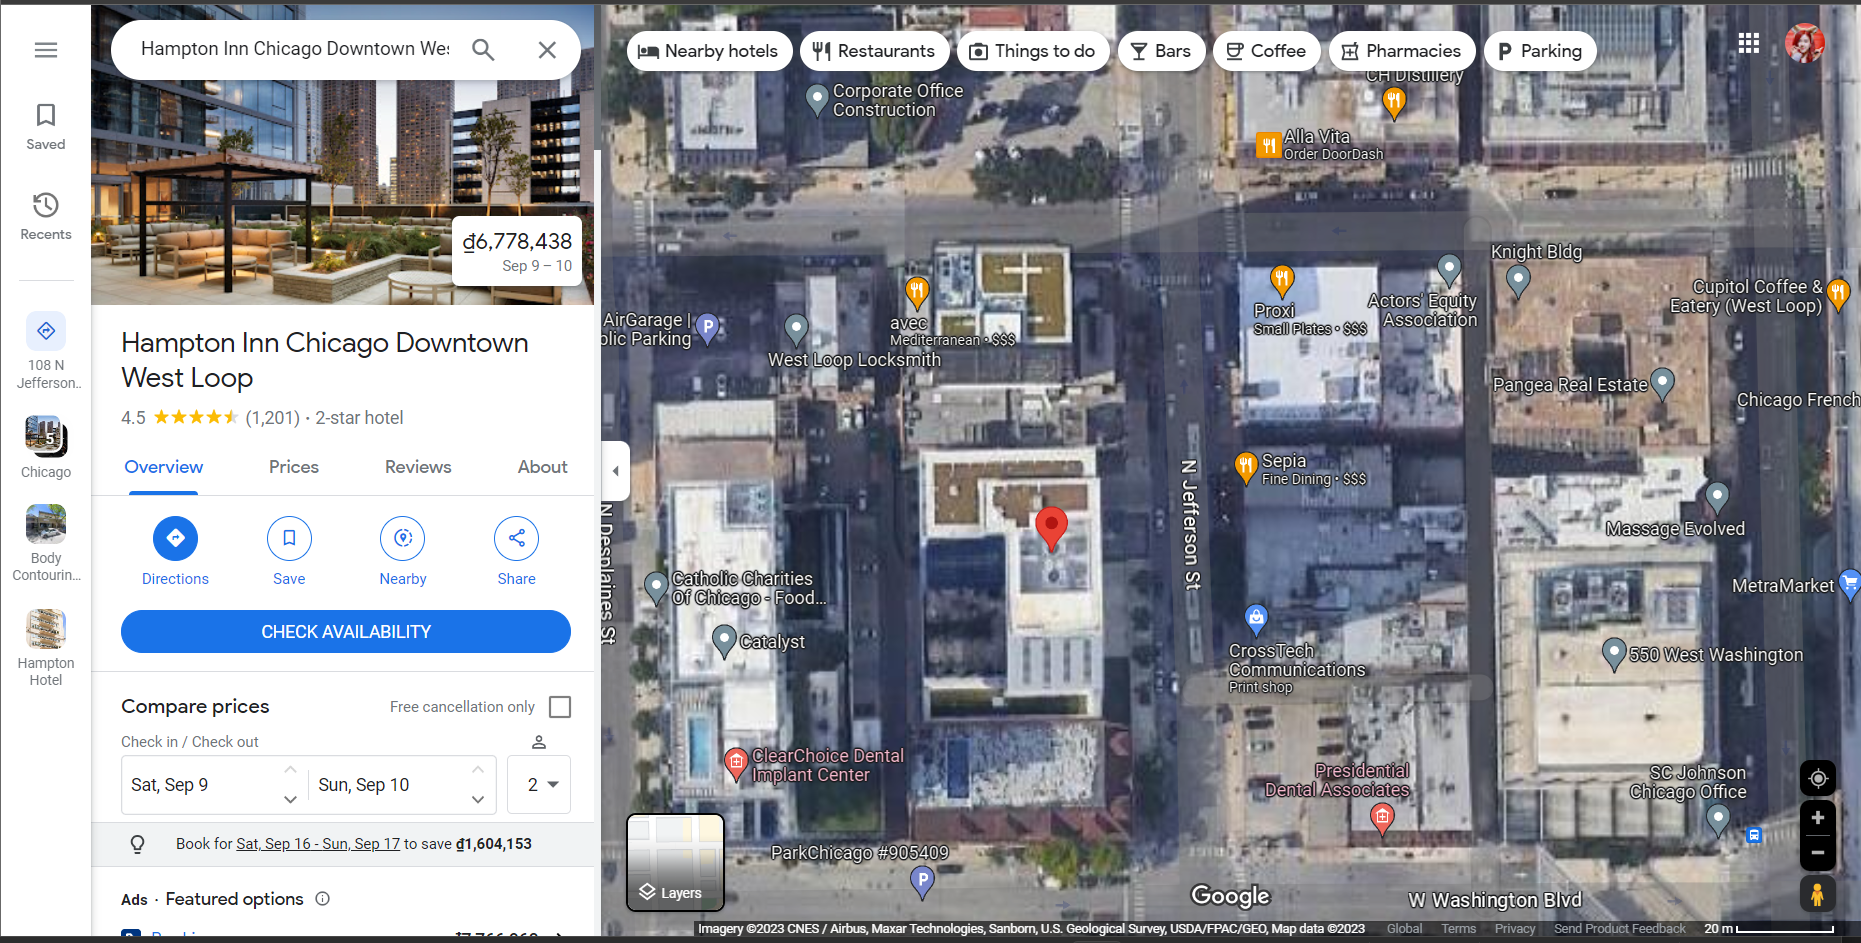 Hampton Inn Chicago Downtown Wes
Saved
Recents
108 N
Jefferson..
5
Chicago
Body
Contourin...
Hampton
Hotel
₫6,778,438
Sep 9 – 10
Hampton Inn Chicago Downtown
West Loop
4.5 (1,201) · 2-star hotel
Overview Prices Reviews About
Directions Save Nearby Share
CHECK AVAILABILITY
Compare prices Free cancellation only
Check in / Check out
Sat, Sep 9 Sun, Sep 10 2
Book for Sat, Sep 16 - Sun, Sep 17 to save ₫1,604,153
Ads · Featured options
Nearby hotels Restaurants Things to do Bars Coffee Pharmacies P Parking
Corporate Office
Construction
CH Distillery
Alla Vita
Order DoorDash
Knight Bldg
Cupitol Coffee &
Eatery (West Loop)
AirGarage |
blic Parking
P
West Loop Locksmith
avec
Mediterranean • $$$
Proxi
Small Plates • $$$
Actors' Equity
Association
Pangea Real Estate
Chicago French
N Jefferson St
Sepia
Fine Dining • $$$
Massage Evolved
N Desplaines St
Catholic Charities
Of Chicago - Food...
Catalyst
MetraMarket
CrossTech
Communications
Print shop
550 West Washington
ClearChoice Dental
Implant Center
Presidential
Dental Associates
SC Johnson
Chicago Office
ParkChicago #905409
P
Layers
Google
W Washington Blvd
Imagery ©2023 CNES / Airbus, Maxar Technologies, Sanborn, U.S. Geological Survey, USDA/FPAC/GEO, Map data ©2023 Global Terms Privacy Send Product Feedback 20 m